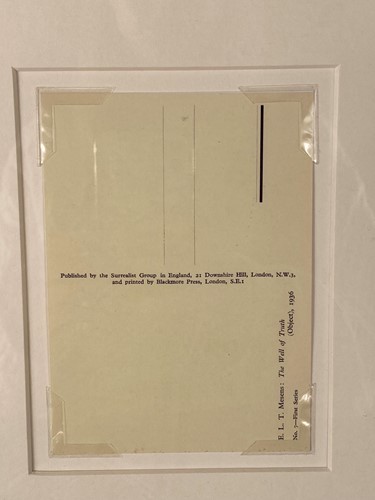 Published by the Surrealist Group in England, 21 Downshire Hill, London, N.W.3,
and printed by Blackmore Press, London, S.E.1
E. L. T. Mesens: The Well of Truth
(Object), 1936
No. 7—First Series